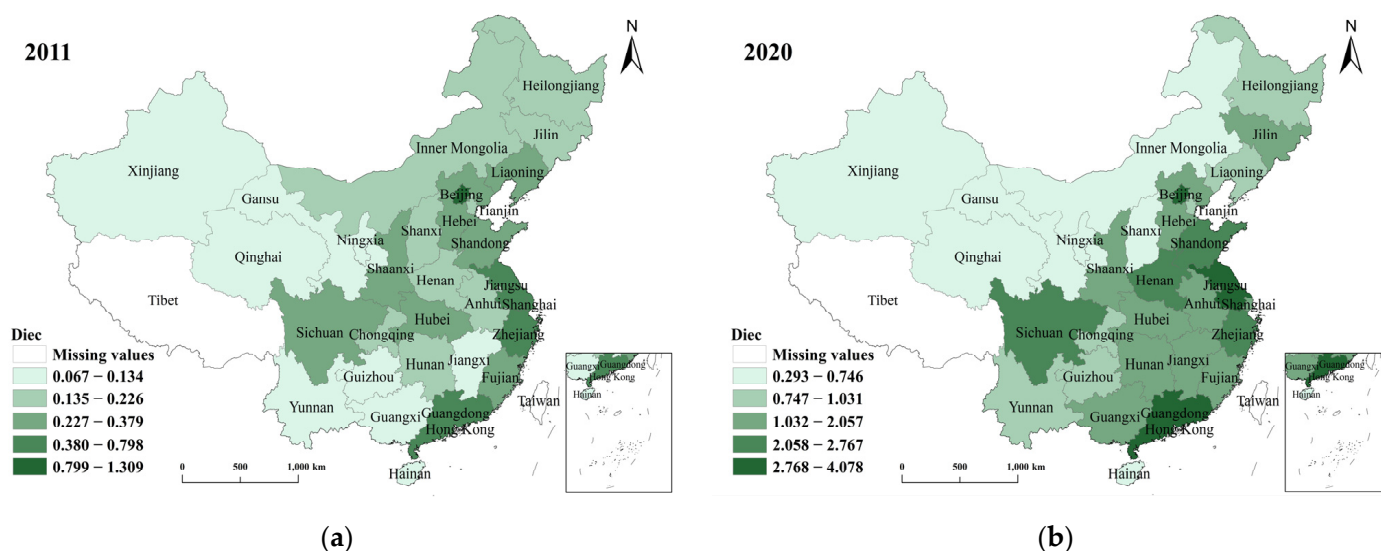 2011
N
Heilongjiang
Jilin
Inner Mongolia
Liaoning
Xinjiang
Gansu
Beijing
Tianjin
Hebei
Shanxi
Ningxia
Shandong
Qinghai
Shaanxi
Henan
Jiangsu
Tibet
Anhui
Shanghai
Hubei
Sichuan
Chongqing
Zhejiang
Hunan
Jiangxi
Guizhou
Fujian
Yunnan
Guangxi
Guangdong
Hong Kong
Taiwan
Hainan
Diec
Missing values
0.067 – 0.134
0.135 – 0.226
0.227 – 0.379
0.380 – 0.798
0.799 – 1.309
0 500 1,000 km
Guangxi
Guangdong
Hong Kong
Hainan
(a)
2020
N
Heilongjiang
Jilin
Inner Mongolia
Liaoning
Xinjiang
Gansu
Beijing
Tianjin
Hebei
Shanxi
Ningxia
Shandong
Qinghai
Shaanxi
Henan
Jiangsu
Tibet
Anhui
Shanghai
Hubei
Sichuan
Chongqing
Zhejiang
Hunan
Jiangxi
Guizhou
Fujian
Yunnan
Guangxi
Guangdong
Hong Kong
Taiwan
Hainan
Diec
Missing values
0.293 – 0.746
0.747 – 1.031
1.032 – 2.057
2.058 – 2.767
2.768 – 4.078
0 500 1,000 km
Guangxi
Guangdong
Hong Kong
Hainan
(b)